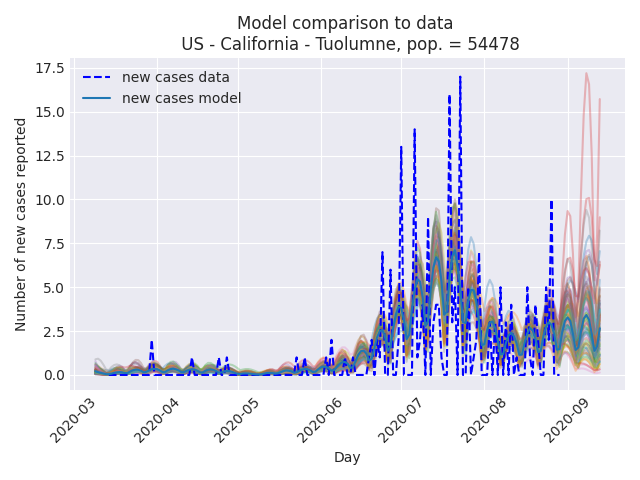 Model comparison to data
US - California - Tuolumne, pop. = 54478
new cases data
new cases model
Number of new cases reported
17.5
15.0
12.5
10.0
7.5
5.0
2.5
0.0
2020-03
2020-04
2020-05
2020-06
2020-07
2020-08
2020-09
Day